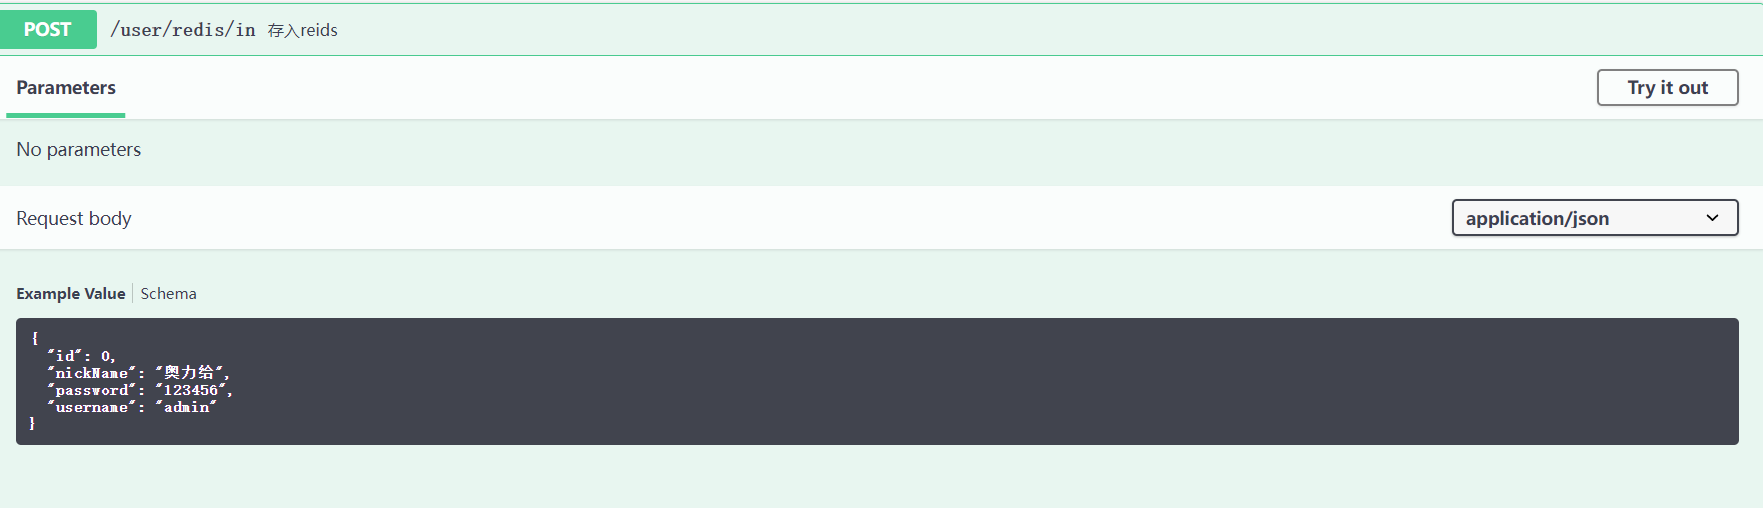 POST /user/redis/in 存入reids
Parameters Try it out
No parameters
Request body application/json
Example Value Schema
{
"id": 0,
"nickName": "奥力给",
"password": "123456",
"username": "admin"
}